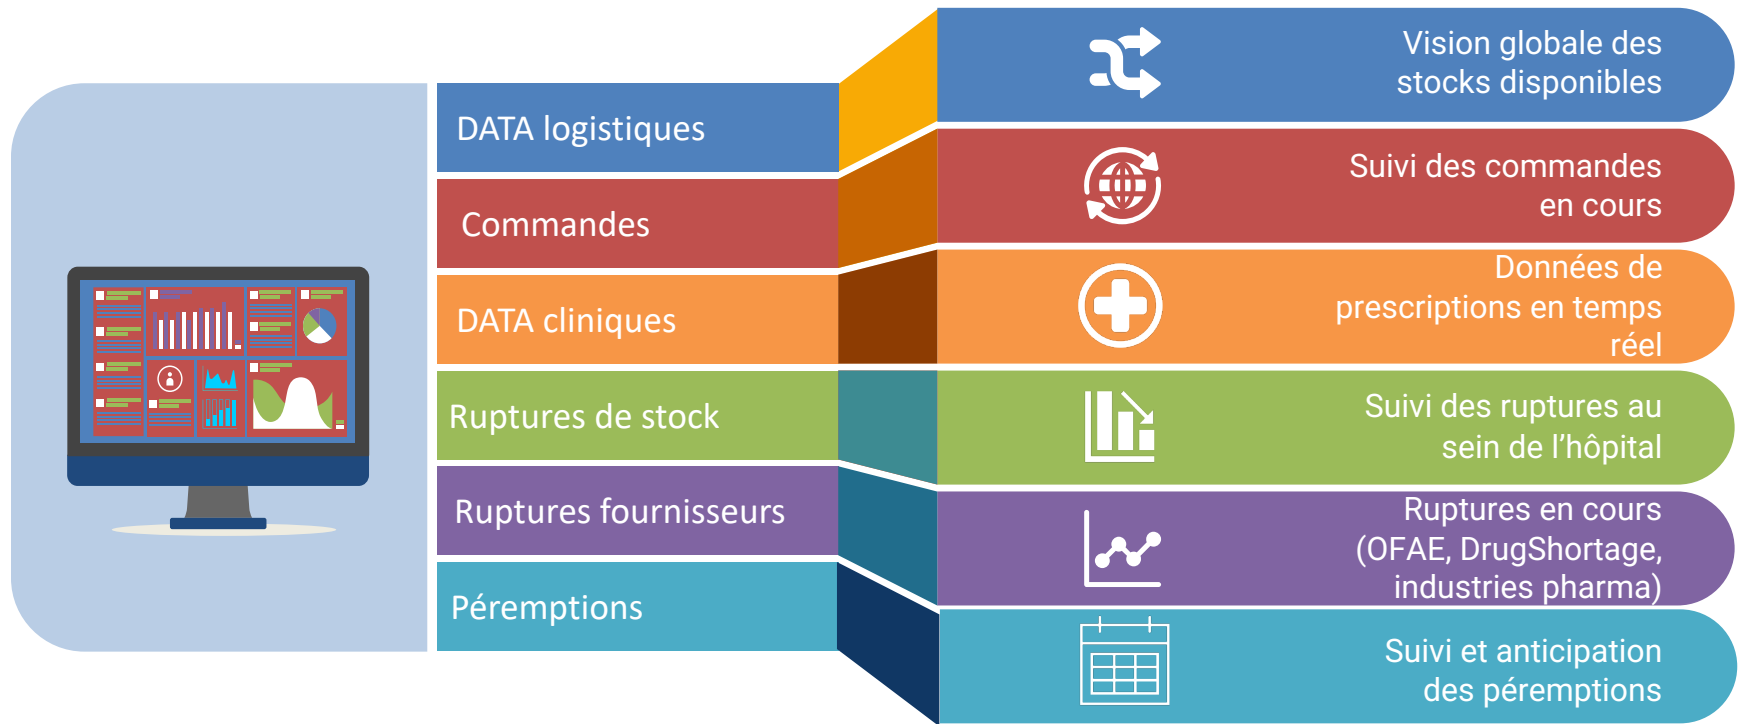 DATA logistiques
Vision globale des
stocks disponibles
Commandes
Suivi des commandes
en cours
DATA cliniques
Données de
prescriptions en temps
réel
Ruptures de stock
Suivi des ruptures au
sein de l’hôpital
Ruptures fournisseurs
Ruptures en cours
(OFAE, DrugShortage,
industries pharma)
Péremptions
Suivi et anticipation
des péremptions